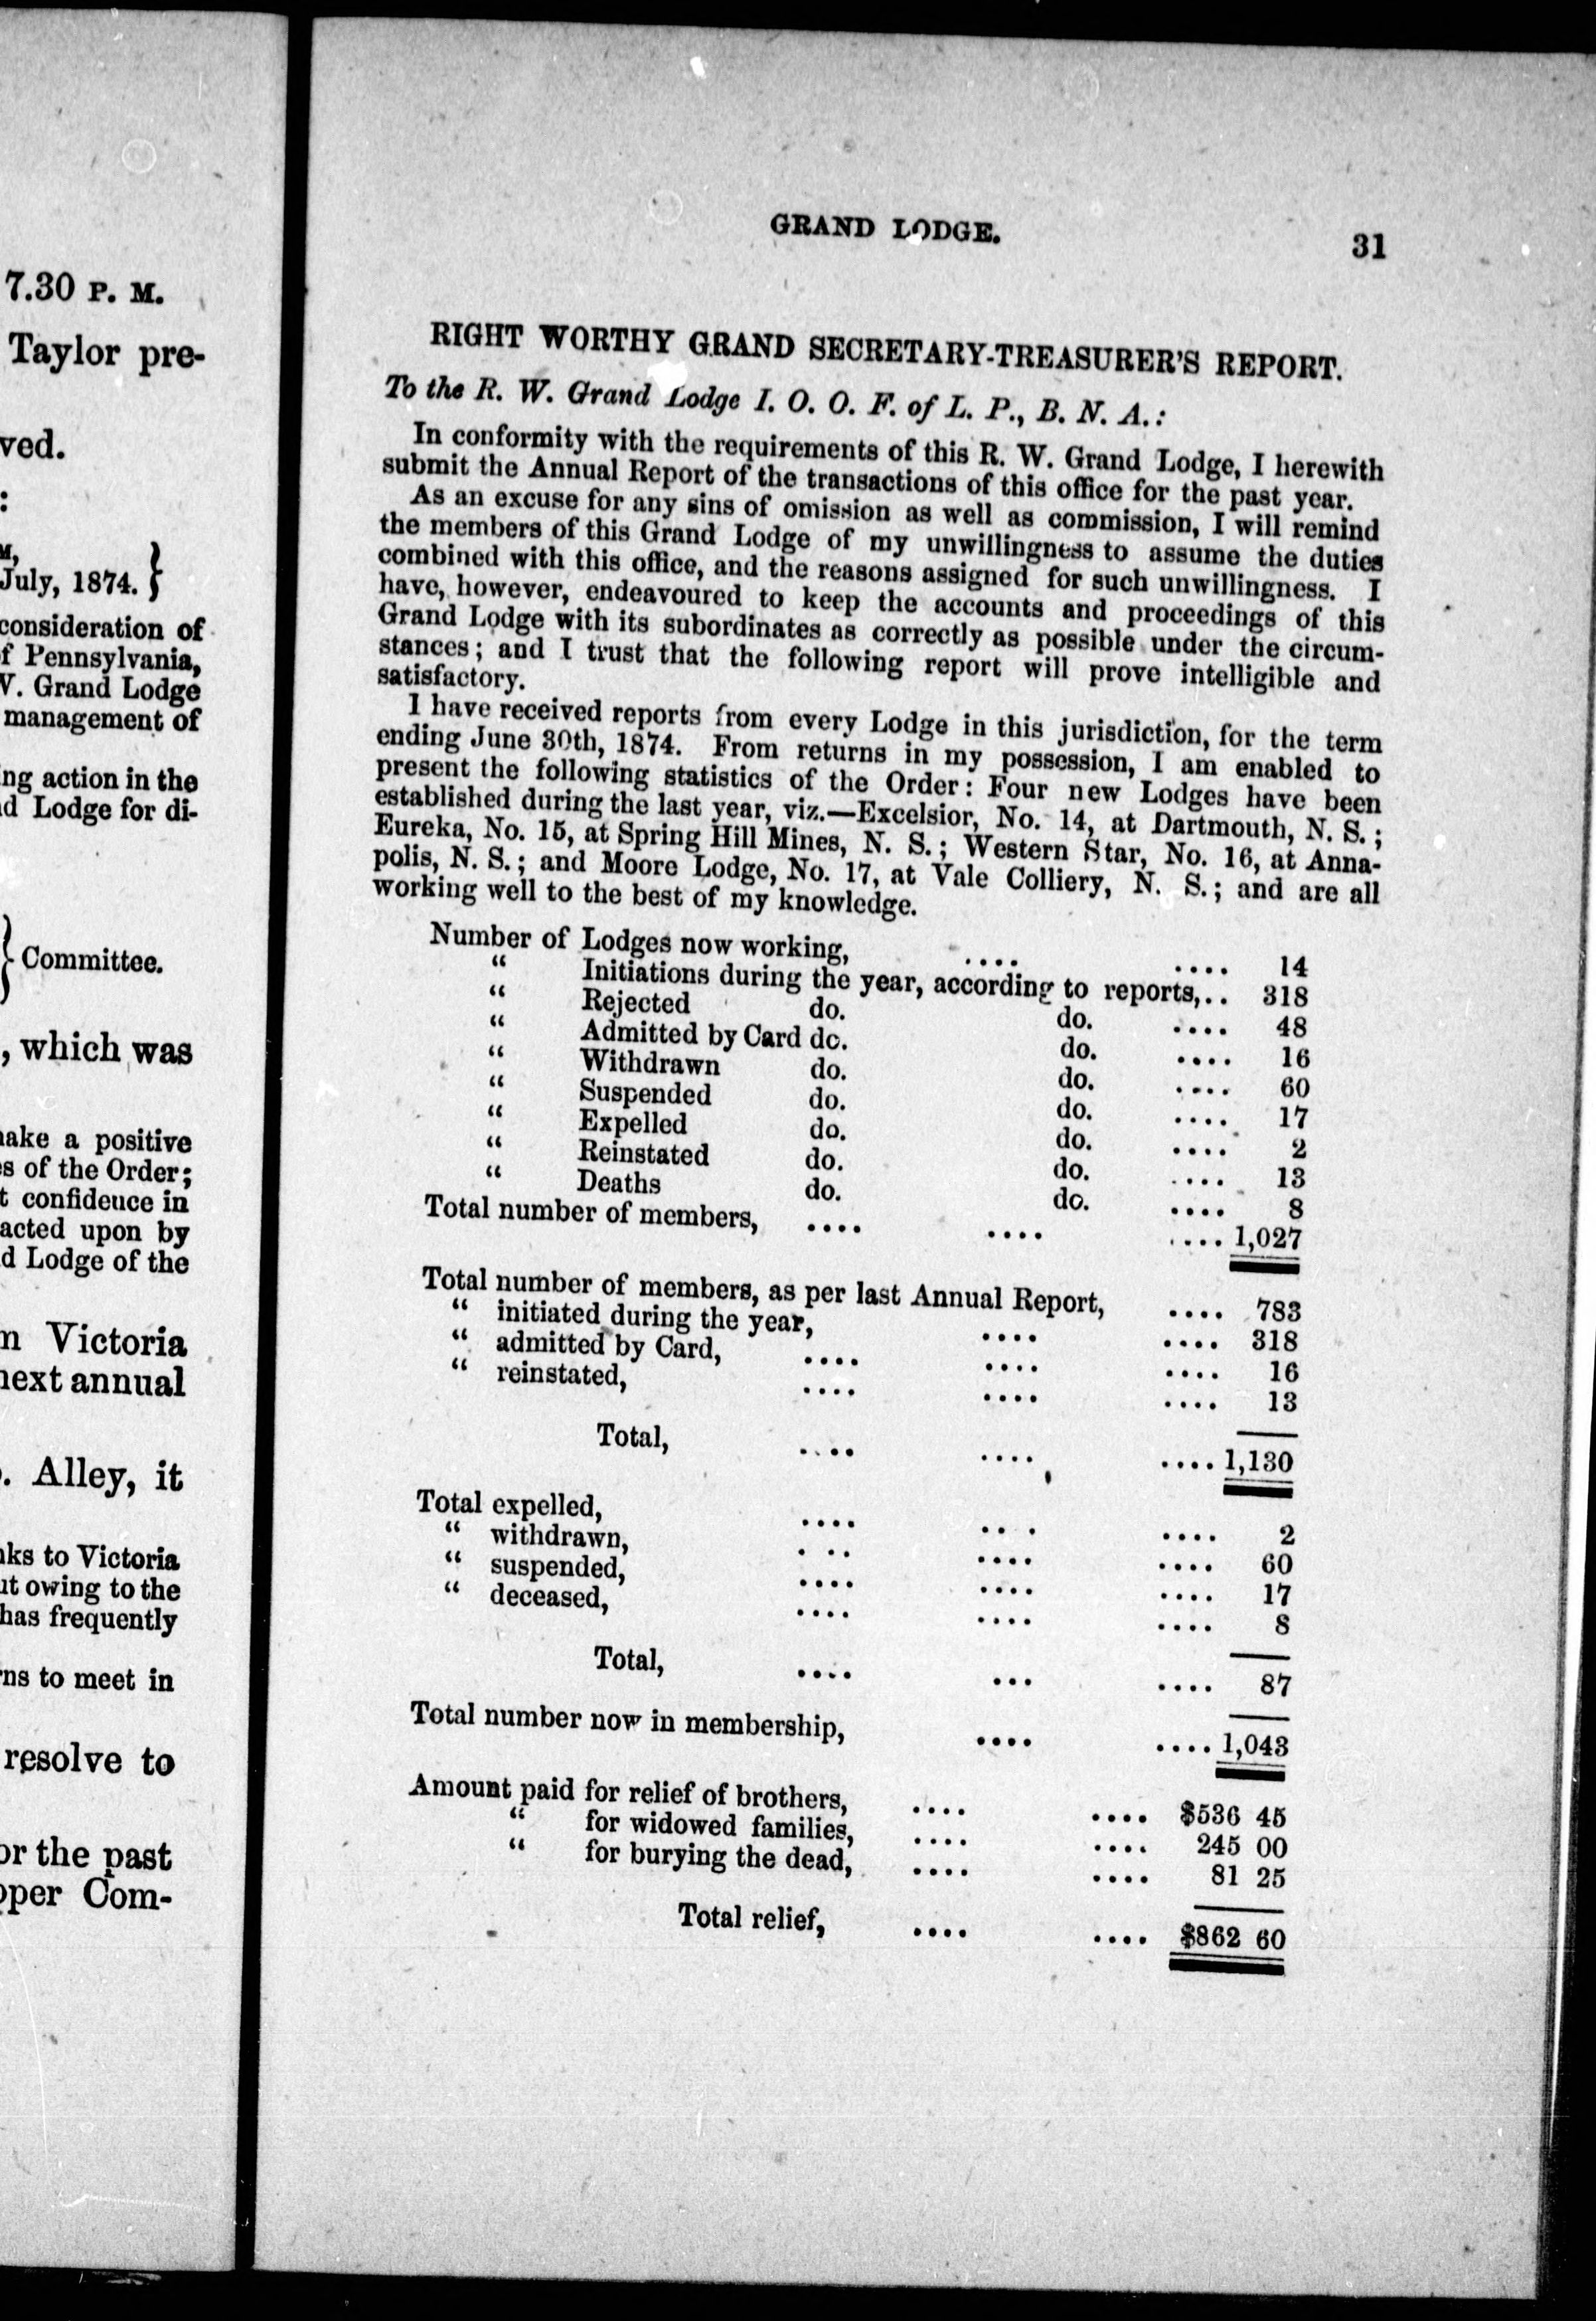 7.30 P. M.
Taylor pre-
ved.
:
M,
July, 1874. }
consideration of
f Pennsylvania,
V. Grand Lodge
management of
ng action in the
d Lodge for di-
} Committee.
, which was
ake a positive
s of the Order;
t confidence in
acted upon by
d Lodge of the
n Victoria
next annual
. Alley, it
ks to Victoria
ut owing to the
has frequently
ns to meet in
resolve to
or the past
per Com-
GRAND LODGE.
31
RIGHT WORTHY GRAND SECRETARY-TREASURER'S REPORT.
To the R. W. Grand Lodge I. O. O. F. of L. P., B. N. A.:
In conformity with the requirements of this R. W. Grand Lodge, I herewith
submit the Annual Report of the transactions of this office for the past year.
As an excuse for any sins of omission as well as commission, I will remind
the members of this Grand Lodge of my unwillingness to assume the duties
combined with this office, and the reasons assigned for such unwillingness. I
have, however, endeavoured to keep the accounts and proceedings of this
Grand Lodge with its subordinates as correctly as possible under the circum-
stances; and I trust that the following report will prove intelligible and
satisfactory.
I have received reports from every Lodge in this jurisdiction, for the term
ending June 30th, 1874. From returns in my possession, I am enabled to
present the following statistics of the Order: Four new Lodges have been
established during the last year, viz.—Excelsior, No. 14, at Dartmouth, N. S.;
Eureka, No. 15, at Spring Hill Mines, N. S.; Western Star, No. 16, at Anna-
polis, N. S.; and Moore Lodge, No. 17, at Vale Colliery, N. S.; and are all
working well to the best of my knowledge.
Number of Lodges now working, .... .... 14
" Initiations during the year, according to reports,.. 318
" Rejected do. do. .... 48
" Admitted by Card do. do. .... 16
" Withdrawn do. do. .... 60
" Suspended do. do. .... 17
" Expelled do. do. .... 2
" Reinstated do. do. .... 13
" Deaths do. do. .... 8
Total number of members, .... .... .... 1,027
Total number of members, as per last Annual Report, .... 783
" initiated during the year, .... .... 318
" admitted by Card, .... .... .... 16
" reinstated, .... .... .... 13
Total, .... .... .... 1,130
Total expelled, .... .... .... 2
" withdrawn, .... .... .... 60
" suspended, .... .... .... 17
" deceased, .... .... .... 8
Total, .... ... .... 87
Total number now in membership, .... .... 1,043
Amount paid for relief of brothers, .... .... $536 45
" for widowed families, .... .... 245 00
" for burying the dead, .... .... 81 25
Total relief, .... .... $862 60